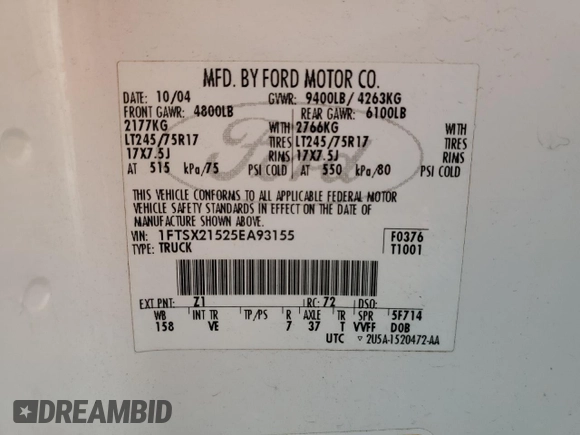 MFD. BY FORD MOTOR CO.
DATE: 10/04 GVWR: 9400LB/ 4263KG
FRONT GAWR: 4800LB REAR GAWR: 6100LB
2177KG WITH 2766KG WITH
LT245/75R17 TIRES LT245/75R17 TIRES
17X7.5J RIMS 17X7.5J RIMS
AT 515 kPa/75 PSI COLD AT 550 kPa/80 PSI COLD
THIS VEHICLE CONFORMS TO ALL APPLICABLE FEDERAL MOTOR
VEHICLE SAFETY STANDARDS IN EFFECT ON THE DATE OF
MANUFACTURE SHOWN ABOVE.
VIN: 1FTSX21525EA93155 F0376
TYPE: TRUCK T1001
EXT PNT: Z1 RC: 72 DSO:
WB INT TR TP/PS R AXLE TR SPR 5F714
158 VE 7 37 T VVFF DOB
UTC ▽ 2U5A-1520472-AA
Ford
DREAMBID